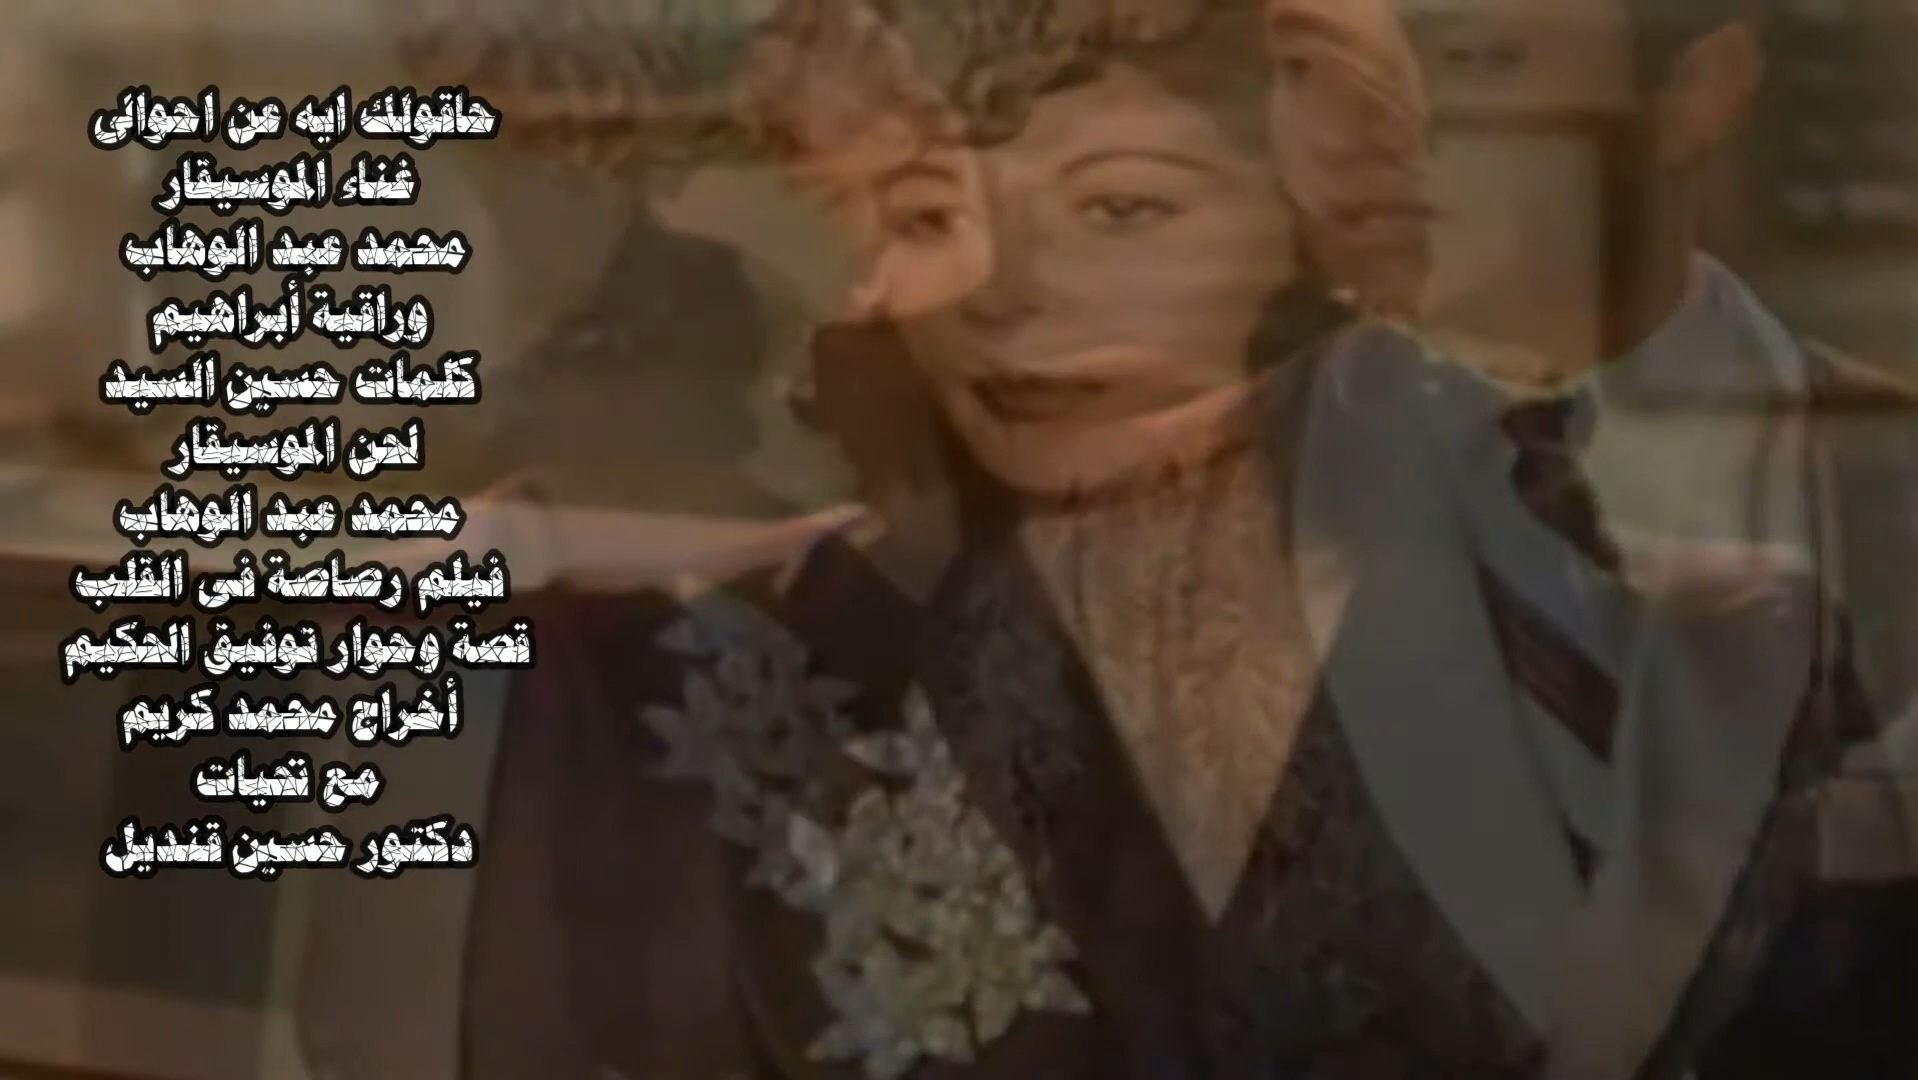 حاقولك ايه عن احوالى
غناء الموسيقار
محمد عبد الوهاب
وراقية أبراهيم
كلمات حسين السيد
لحن الموسيقار
محمد عبد الوهاب
فيلم رصاصة فى القلب
قصة وحوار توفيق الحكيم
أخراج محمد كريم
مع تحيات
دكتور حسين قنديل